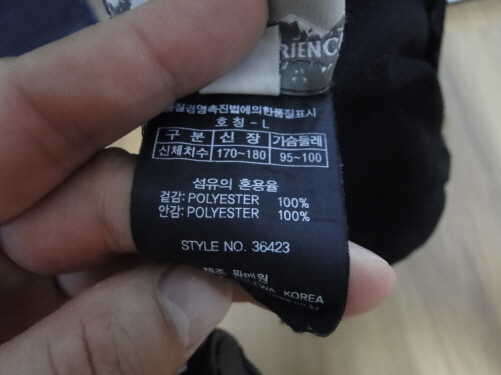 RIENC
품질경영촉진법에의한품질표시
호칭-L
구 분 신 장 가슴둘레
신체치수 170~180 95~100
섬유의 혼용율
겉감: POLYESTER 100%
안감: POLYESTER 100%
STYLE NO. 36423
제조
KOREA